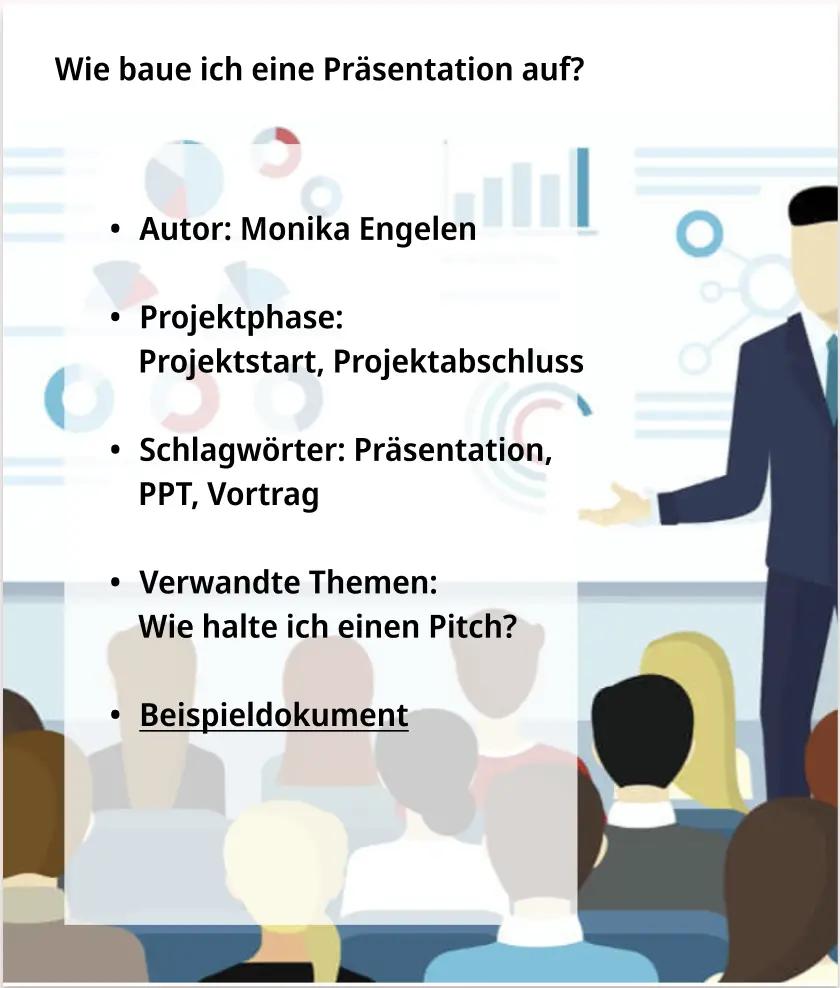 Wie baue ich eine Präsentation auf?
• Autor: Monika Engelen
• Projektphase:
Projektstart, Projektabschluss
• Schlagwörter: Präsentation,
PPT, Vortrag
• Verwandte Themen:
Wie halte ich einen Pitch?
• Beispieldokument